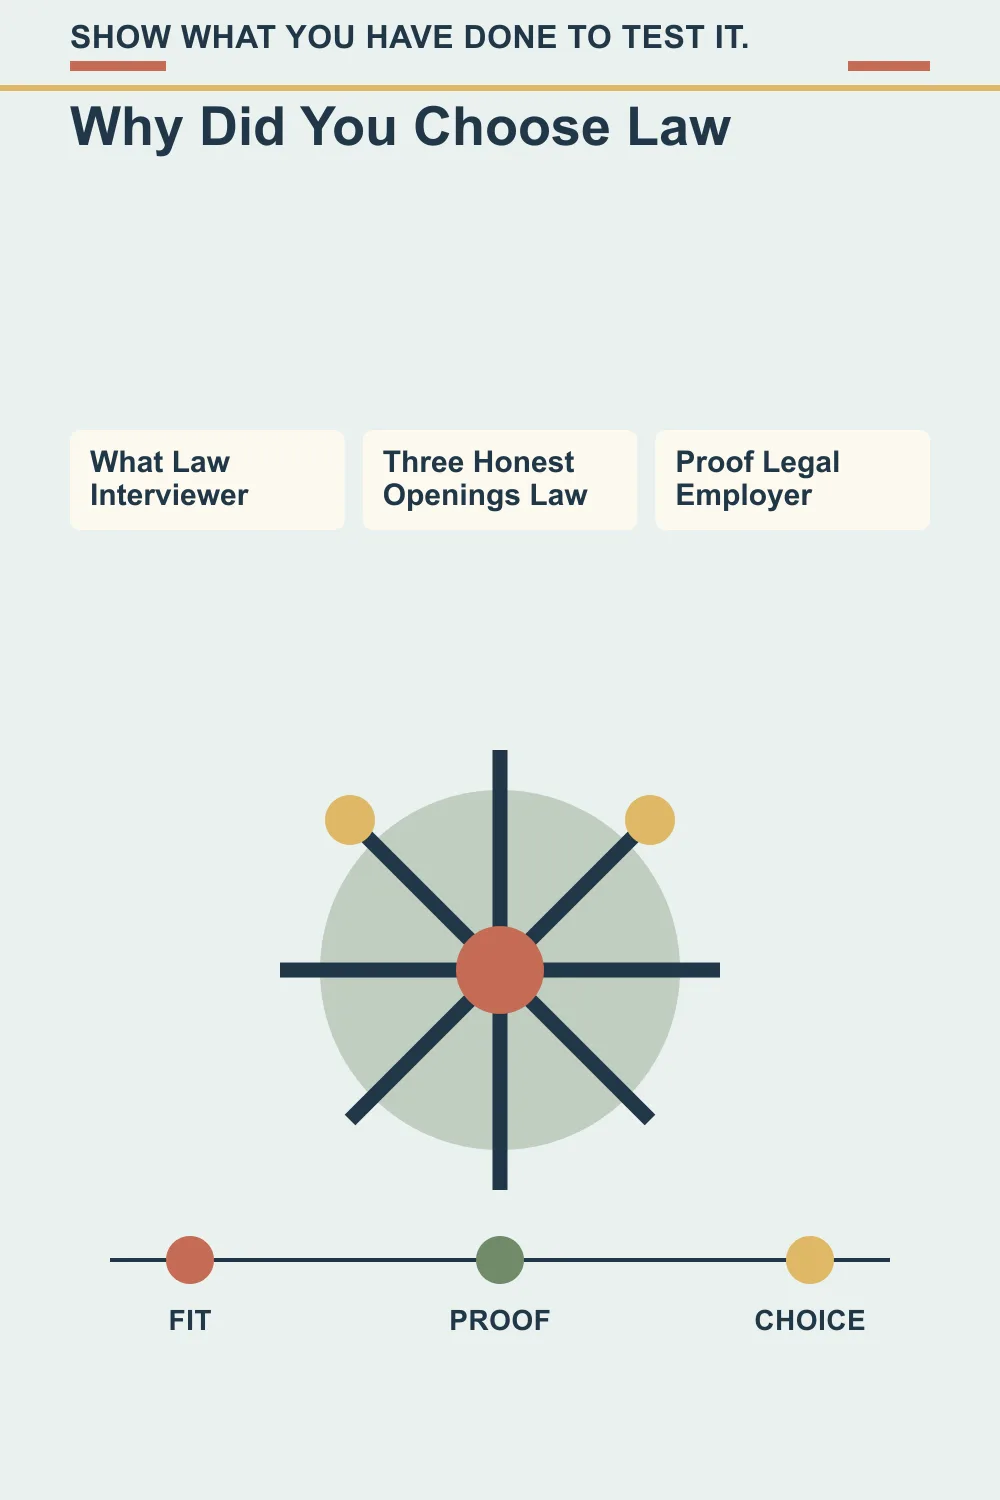 SHOW WHAT YOU HAVE DONE TO TEST IT.
Why Did You Choose Law
What Law
Interviewer
Three Honest
Openings Law
Proof Legal
Employer
FIT
PROOF
CHOICE